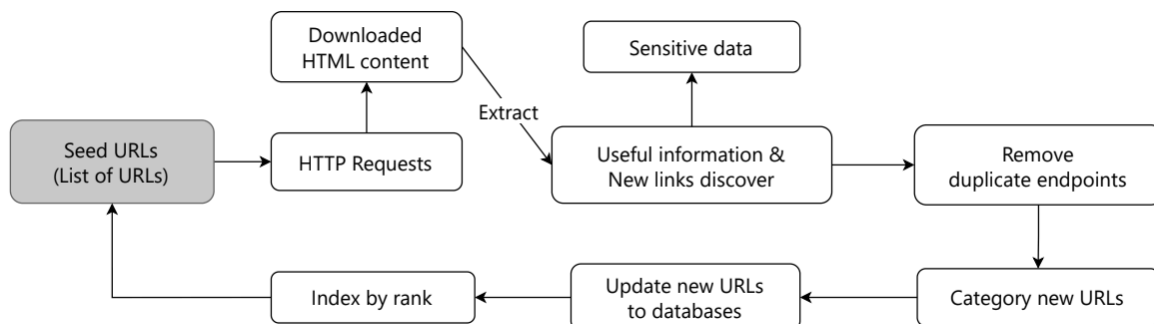 Downloaded
HTML content
Sensitive data
Extract
Seed URLs
(List of URLs)
HTTP Requests
Useful information &
New links discover
Remove
duplicate endpoints
Index by rank
Update new URLs
to databases
Category new URLs